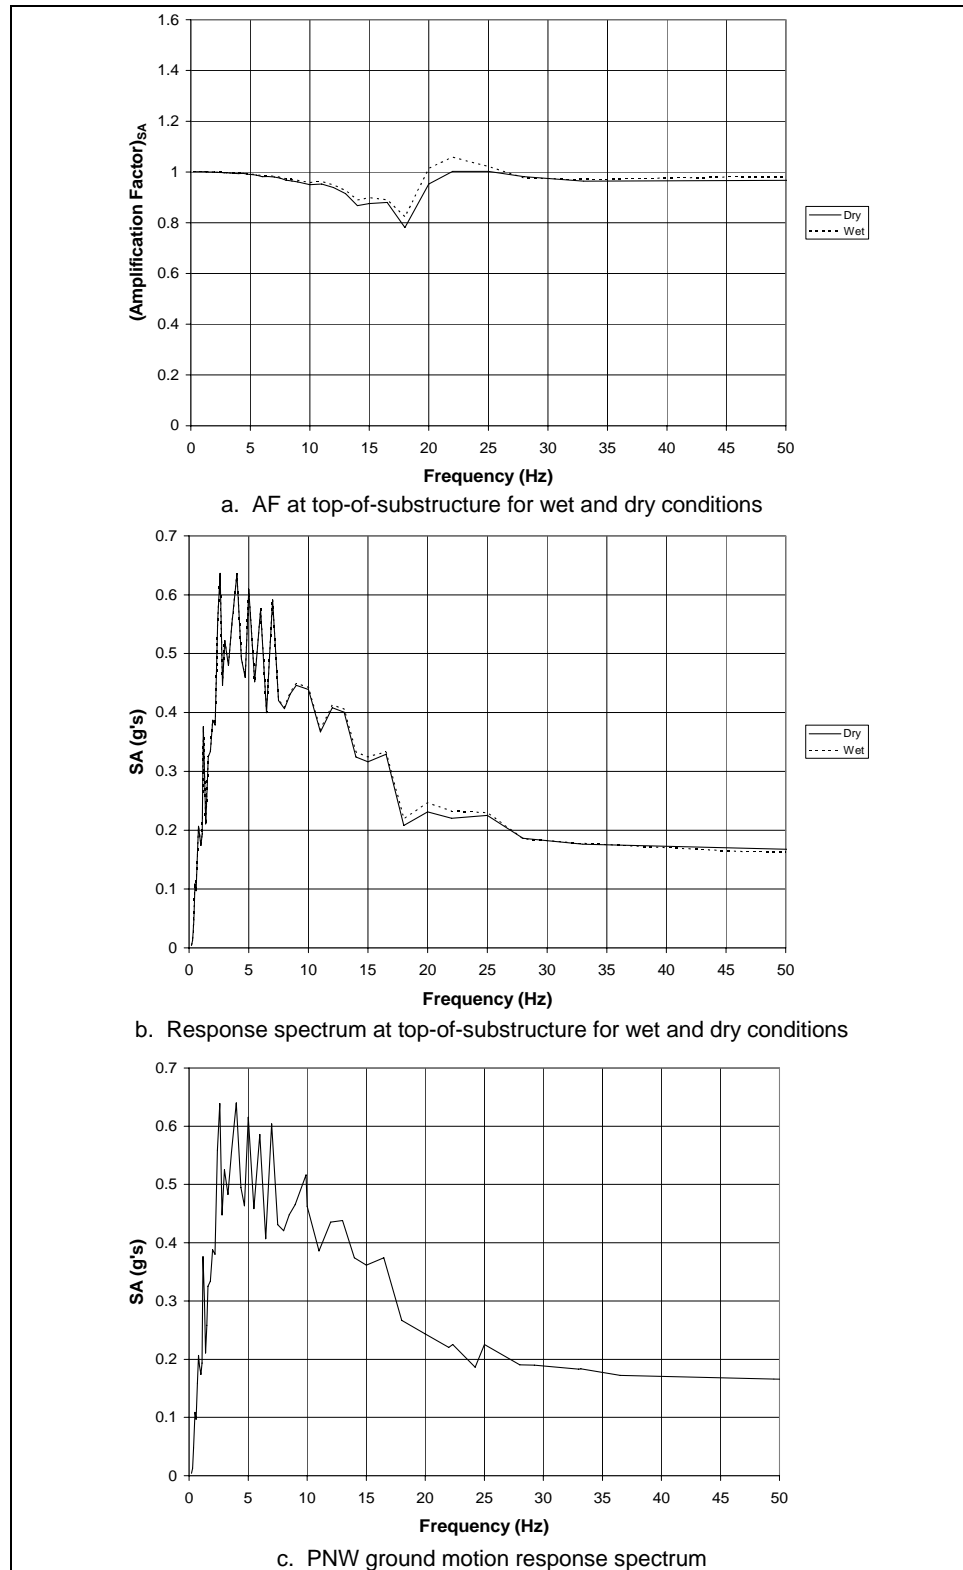 1.6
1.4
1.2
1
0.8
0.6
0.4
0.2
0
(Amplification Factor)SA
0 5 10 15 20 25 30 35 40 45 50
Frequency (Hz)
Dry
Wet
a. AF at top-of-substructure for wet and dry conditions
0.7
0.6
0.5
0.4
0.3
0.2
0.1
0
SA (g's)
0 5 10 15 20 25 30 35 40 45 50
Frequency (Hz)
Dry
Wet
b. Response spectrum at top-of-substructure for wet and dry conditions
0.7
0.6
0.5
0.4
0.3
0.2
0.1
0
SA (g's)
0 5 10 15 20 25 30 35 40 45 50
Frequency (Hz)
c. PNW ground motion response spectrum